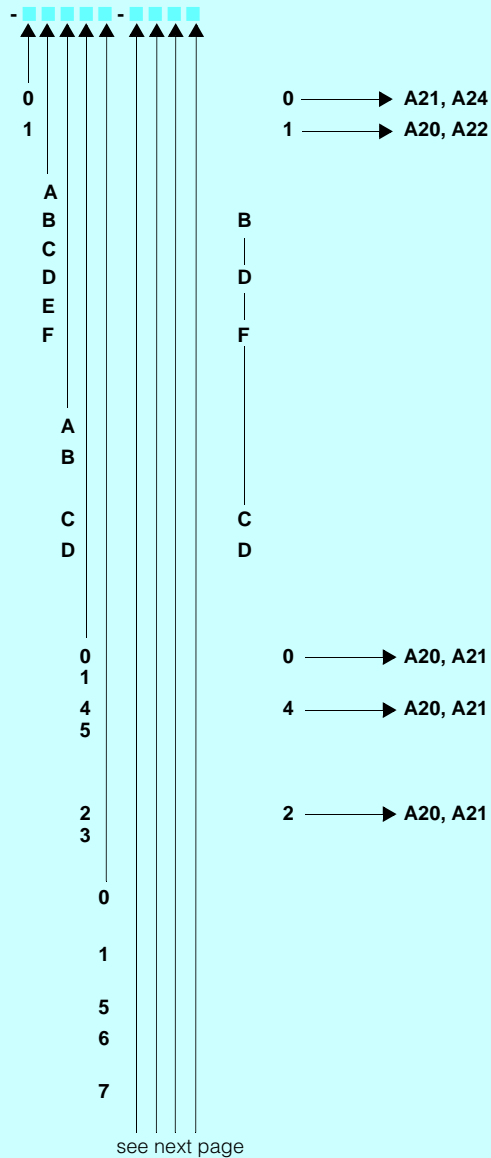 - -
0 0 A21, A24
1 1 A20, A22
A
B B
C
D D
E
F F
A
B
C C
D D
0 0 A20, A21
1
4 4 A20, A21
5
2 2 A20, A21
3
0
1
5
6
7
see next page